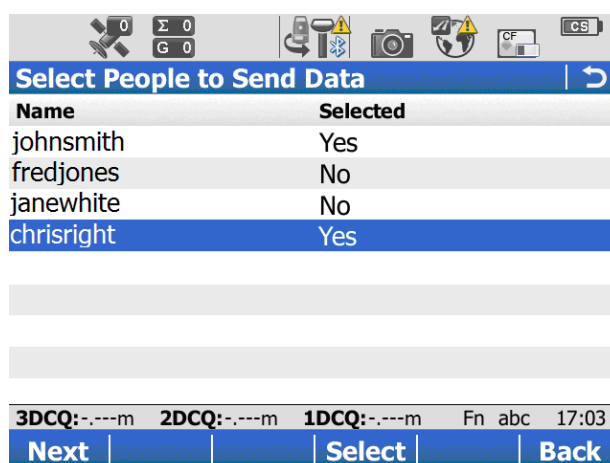 0 Σ 0 CS
G 0 CF
Select People to Send Data
Name Selected
johnsmith Yes
fredjones No
janewhite No
chrisright Yes
3DCQ:-.---m 2DCQ:-.---m 1DCQ:-.---m Fn abc 17:03
Next Select Back